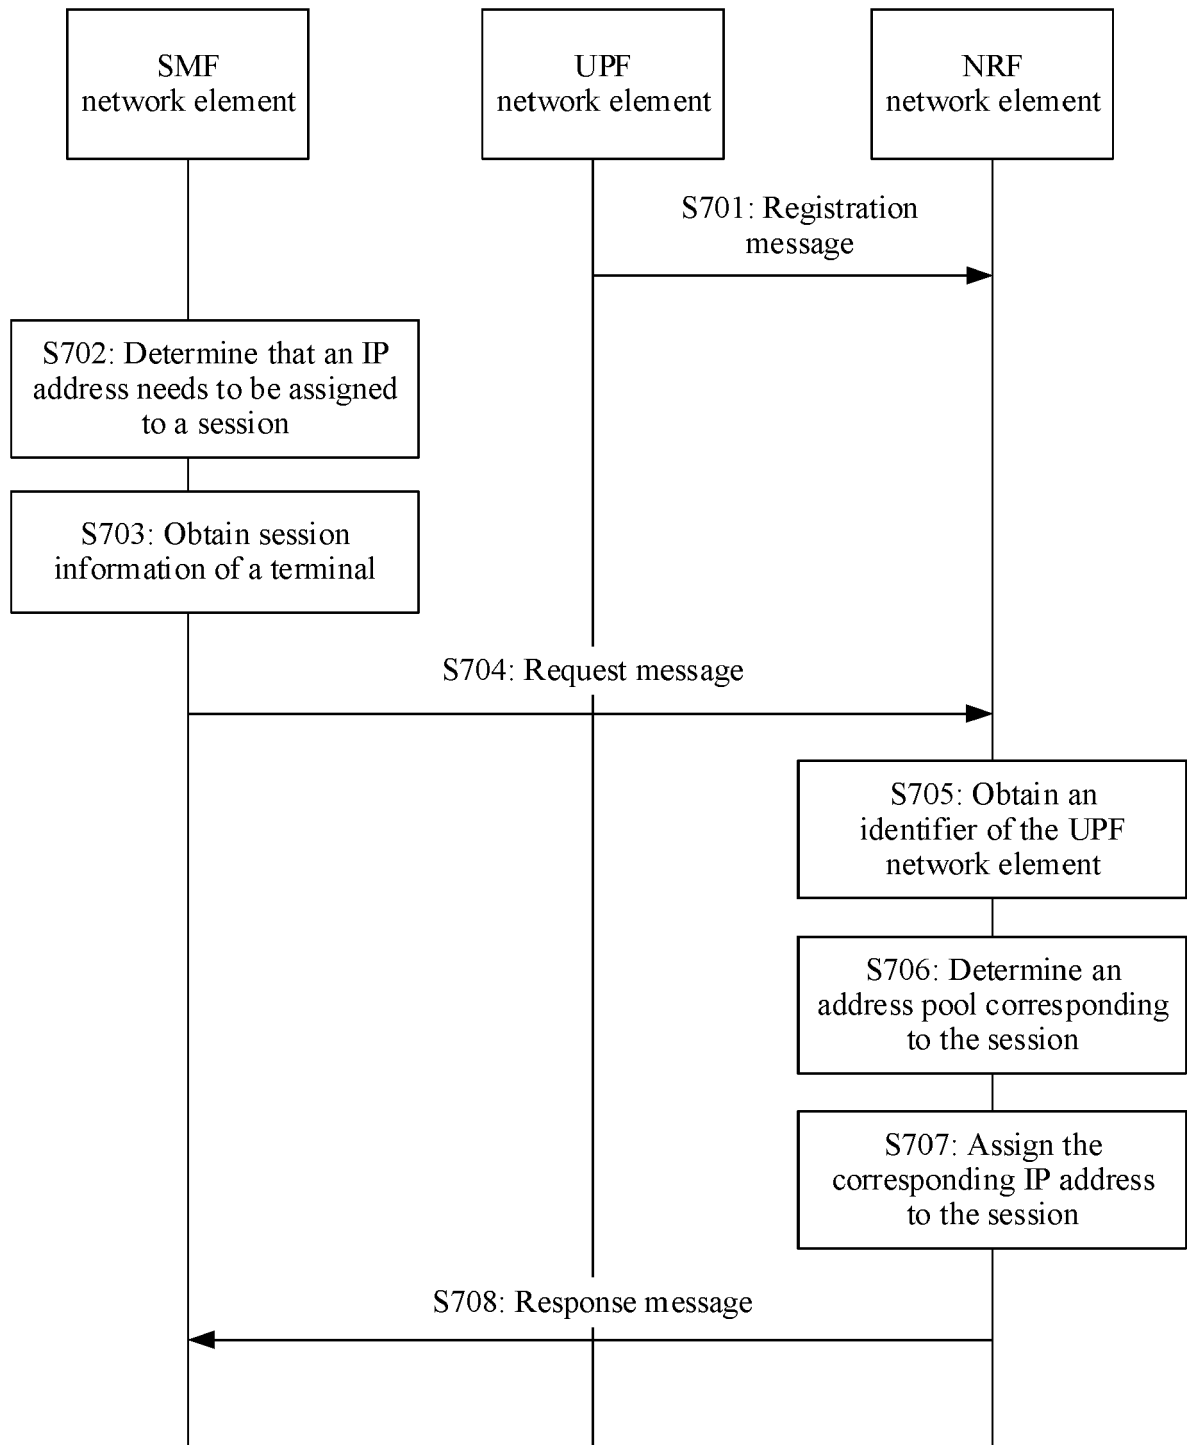 SMF
network element
UPF
network element
NRF
network element
S701: Registration
message
S702: Determine that an IP
address needs to be assigned
to a session
S703: Obtain session
information of a terminal
S704: Request message
S705: Obtain an
identifier of the UPF
network element
S706: Determine an
address pool corresponding
to the session
S707: Assign the
corresponding IP address
to the session
S708: Response message